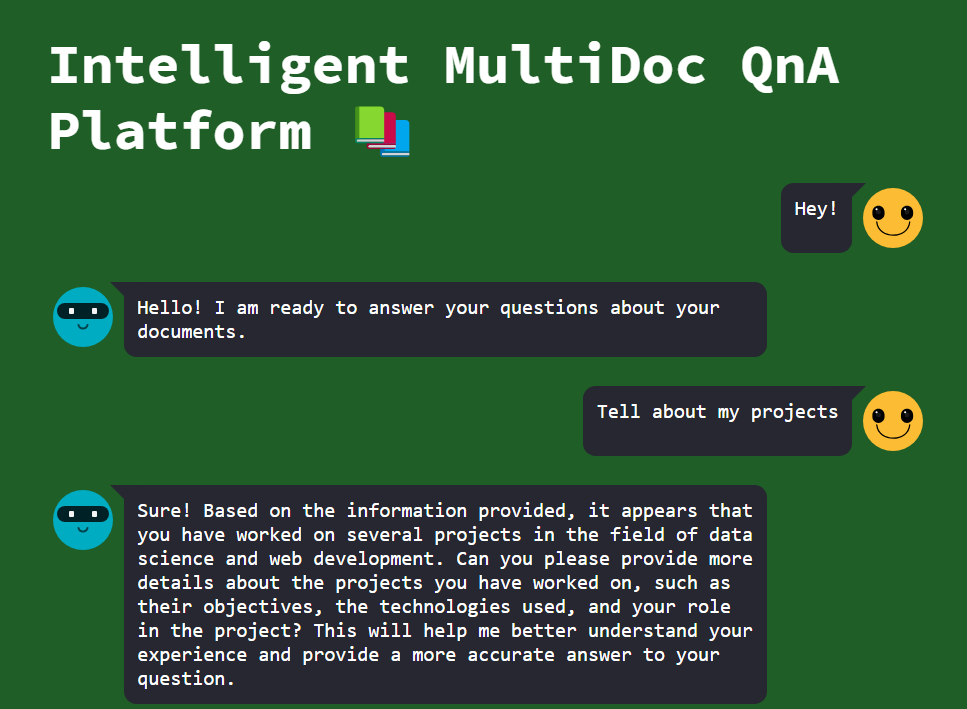 Intelligent MultiDoc QnA
Platform
Hey!
Hello! I am ready to answer your questions about your
documents.
Tell about my projects
Sure! Based on the information provided, it appears that
you have worked on several projects in the field of data
science and web development. Can you please provide more
details about the projects you have worked on, such as
their objectives, the technologies used, and your role
in the project? This will help me better understand your
experience and provide a more accurate answer to your
question.